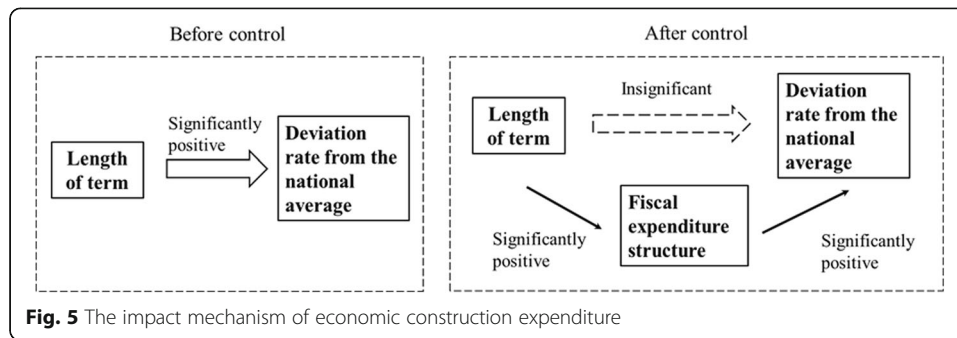 Before control
Length
of term
Significantly
positive
Deviation
rate from the
national
average
After control
Length
of term
Insignificant
Deviation
rate from the
national
average
Fiscal
expenditure
structure
Significantly
positive
Significantly
positive
Fig. 5 The impact mechanism of economic construction expenditure